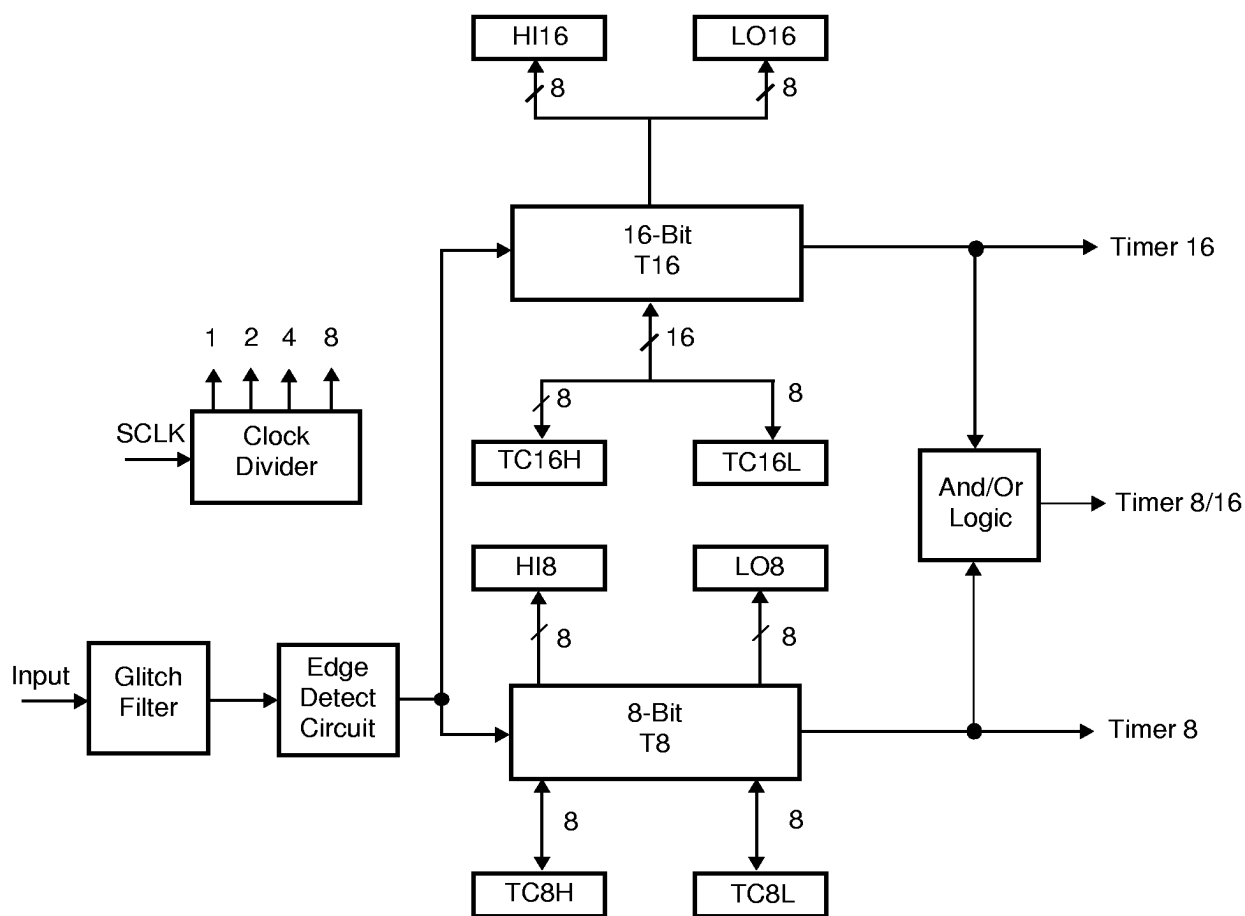 HI16
LO16
8
8
16-Bit
T16
Timer 16
1 2 4 8
16
SCLK
Clock
Divider
8
8
TC16H
TC16L
And/Or
Logic
Timer 8/16
HI8
LO8
8
8
Input
Glitch
Filter
Edge
Detect
Circuit
8-Bit
T8
Timer 8
8
8
TC8H
TC8L